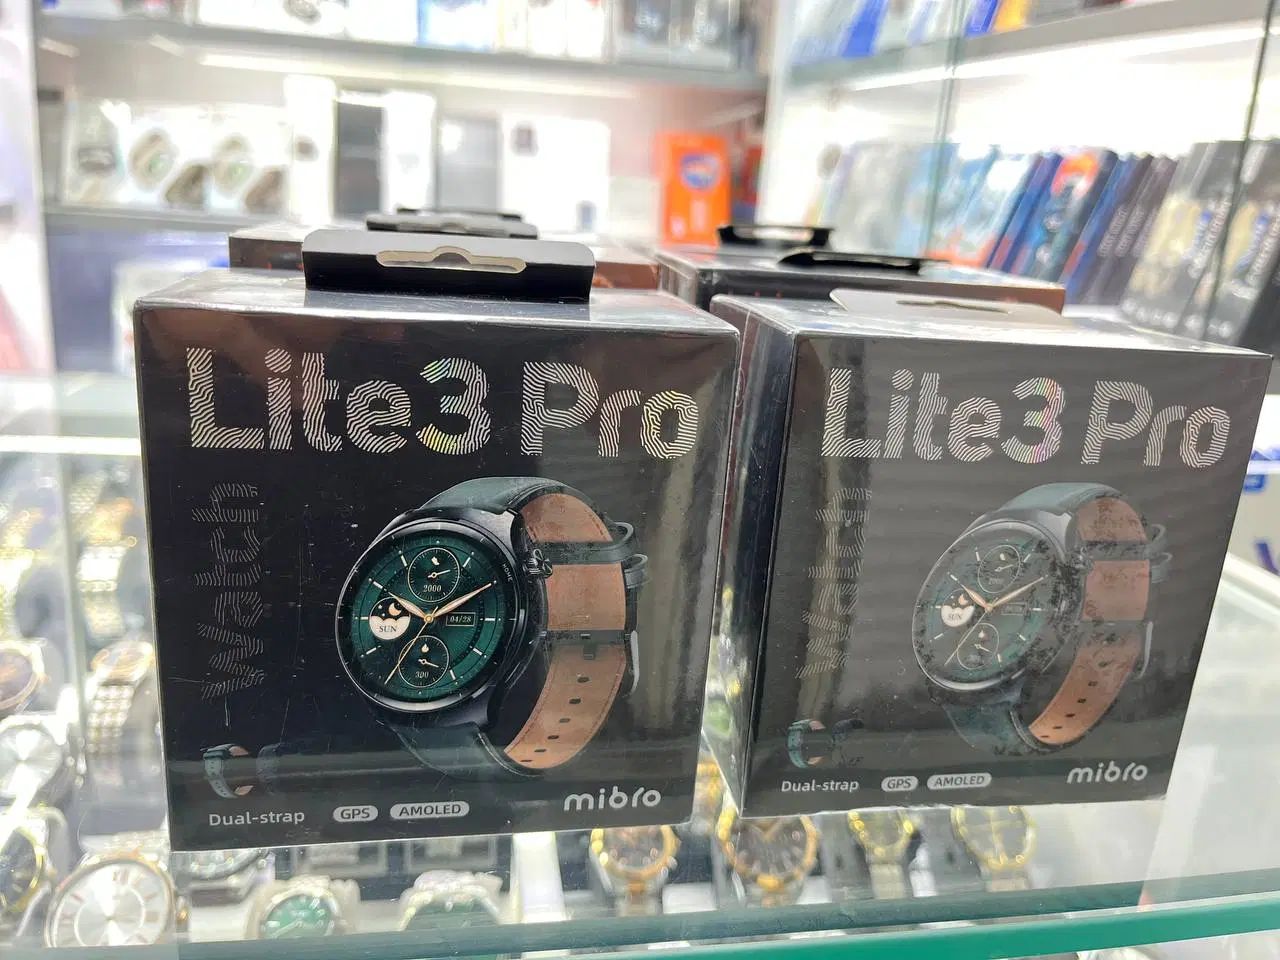 Lite3 Pro
watch
2000
04/28
SUN
300
Dual-strap
GPS
AMOLED
mibro
Lite3 Pro
watch
2000
SUN
Dual-strap
GPS
AMOLED
mibro